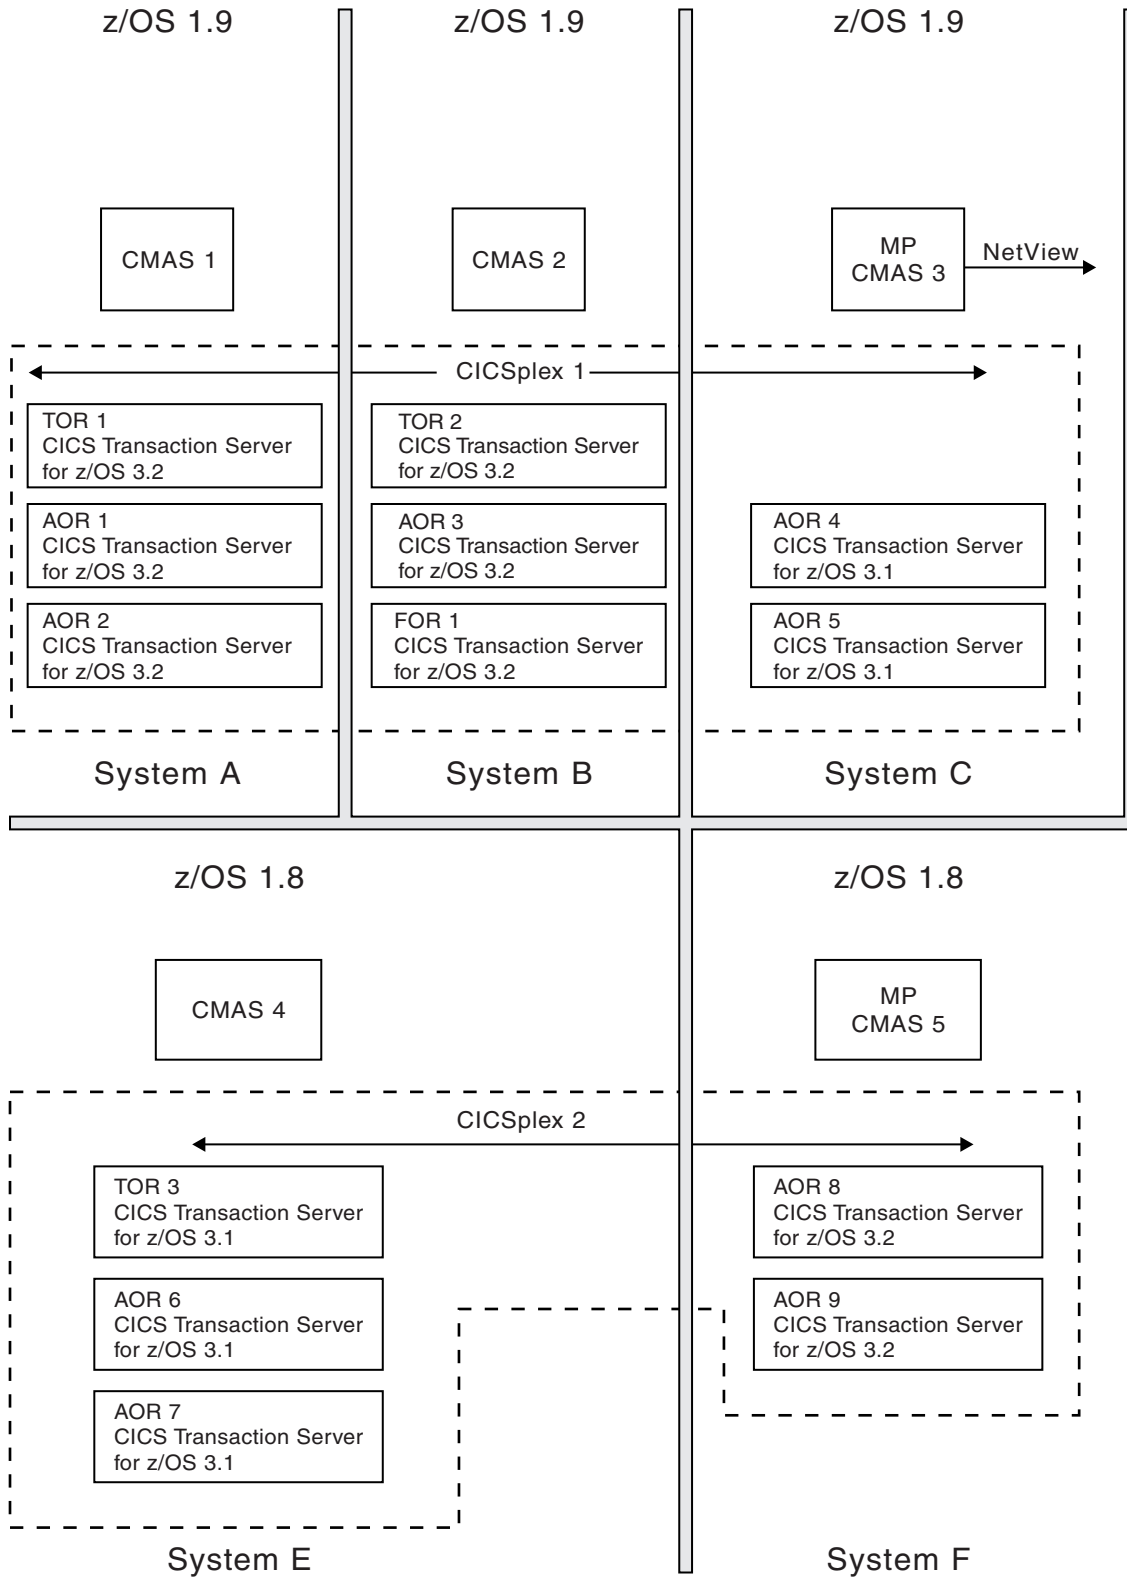 z/OS 1.9
z/OS 1.9
z/OS 1.9
CMAS 1
CMAS 2
MP
CMAS 3
NetView
CICSplex 1
TOR 1
CICS Transaction Server
for z/OS 3.2
TOR 2
CICS Transaction Server
for z/OS 3.2
AOR 1
CICS Transaction Server
for z/OS 3.2
AOR 3
CICS Transaction Server
for z/OS 3.2
AOR 4
CICS Transaction Server
for z/OS 3.1
AOR 2
CICS Transaction Server
for z/OS 3.2
FOR 1
CICS Transaction Server
for z/OS 3.2
AOR 5
CICS Transaction Server
for z/OS 3.1
System A
System B
System C
z/OS 1.8
z/OS 1.8
CMAS 4
MP
CMAS 5
CICSplex 2
TOR 3
CICS Transaction Server
for z/OS 3.1
AOR 8
CICS Transaction Server
for z/OS 3.2
AOR 6
CICS Transaction Server
for z/OS 3.1
AOR 9
CICS Transaction Server
for z/OS 3.2
AOR 7
CICS Transaction Server
for z/OS 3.1
System E
System F